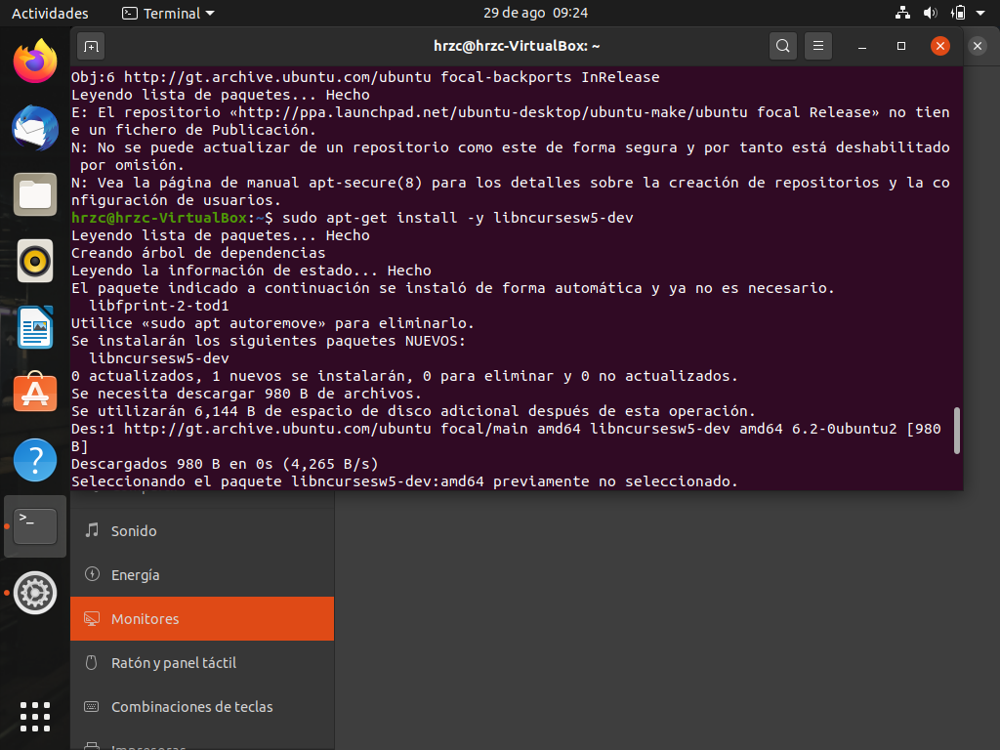 Actividades
Terminal
29 de ago 09:24
hrzc@hrzc-VirtualBox: ~
Obj:6 http://gt.archive.ubuntu.com/ubuntu focal-backports InRelease
Leyendo lista de paquetes... Hecho
E: El repositorio «http://ppa.launchpad.net/ubuntu-desktop/ubuntu-make/ubuntu focal Release» no tien
e un fichero de Publicación.
N: No se puede actualizar de un repositorio como este de forma segura y por tanto está deshabilitado
 por omisión.
N: Vea la página de manual apt-secure(8) para los detalles sobre la creación de repositorios y la co
nfiguración de usuarios.
hrzc@hrzc-VirtualBox:~$ sudo apt-get install -y libncursesw5-dev
Leyendo lista de paquetes... Hecho
Creando árbol de dependencias
Leyendo la información de estado... Hecho
El paquete indicado a continuación se instaló de forma automática y ya no es necesario.
  libfprint-2-tod1
Utilice «sudo apt autoremove» para eliminarlo.
Se instalarán los siguientes paquetes NUEVOS:
  libncursesw5-dev
0 actualizados, 1 nuevos se instalarán, 0 para eliminar y 0 no actualizados.
Se necesita descargar 980 B de archivos.
Se utilizarán 6,144 B de espacio de disco adicional después de esta operación.
Des:1 http://gt.archive.ubuntu.com/ubuntu focal/main amd64 libncursesw5-dev amd64 6.2-0ubuntu2 [980
B]
Descargados 980 B en 0s (4,265 B/s)
Seleccionando el paquete libncursesw5-dev:amd64 previamente no seleccionado.
Sonido
Energía
Monitores
Ratón y panel táctil
Combinaciones de teclas
Impresoras